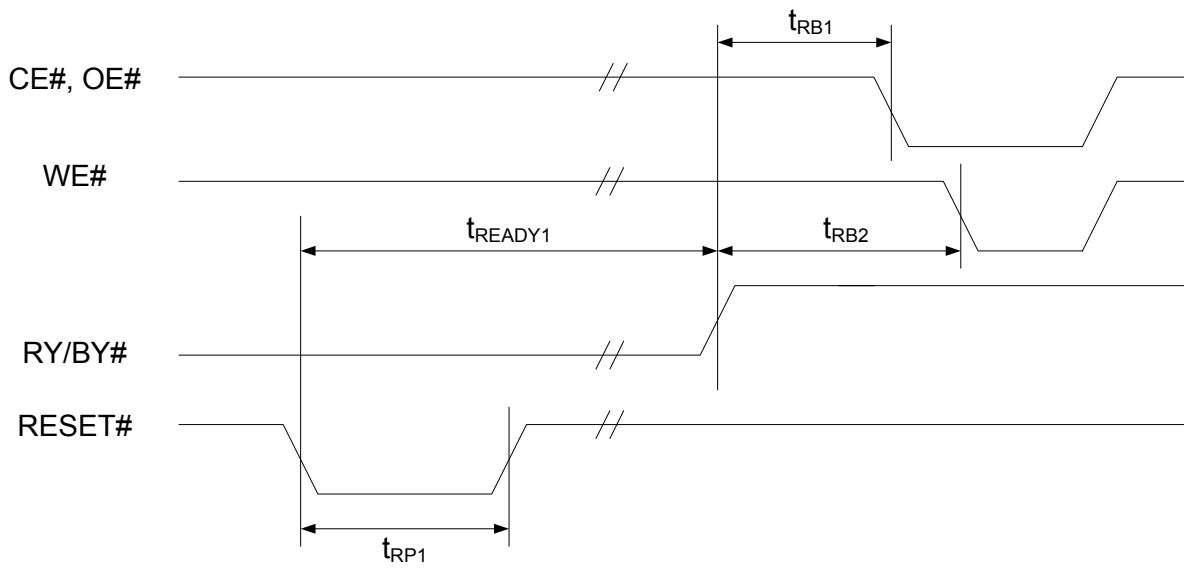 tRB1
CE#, OE#
WE#
tREADY1
tRB2
RY/BY#
RESET#
tRP1